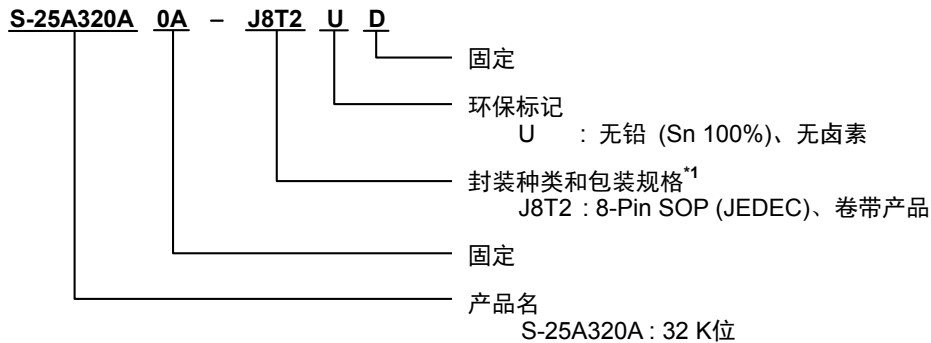 S-25A320A 0A – J8T2 U D
固定
环保标记
U : 无铅 (Sn 100%)、无卤素
封装种类和包装规格*1
J8T2 : 8-Pin SOP (JEDEC)、卷带产品
固定
产品名
S-25A320A : 32 K位